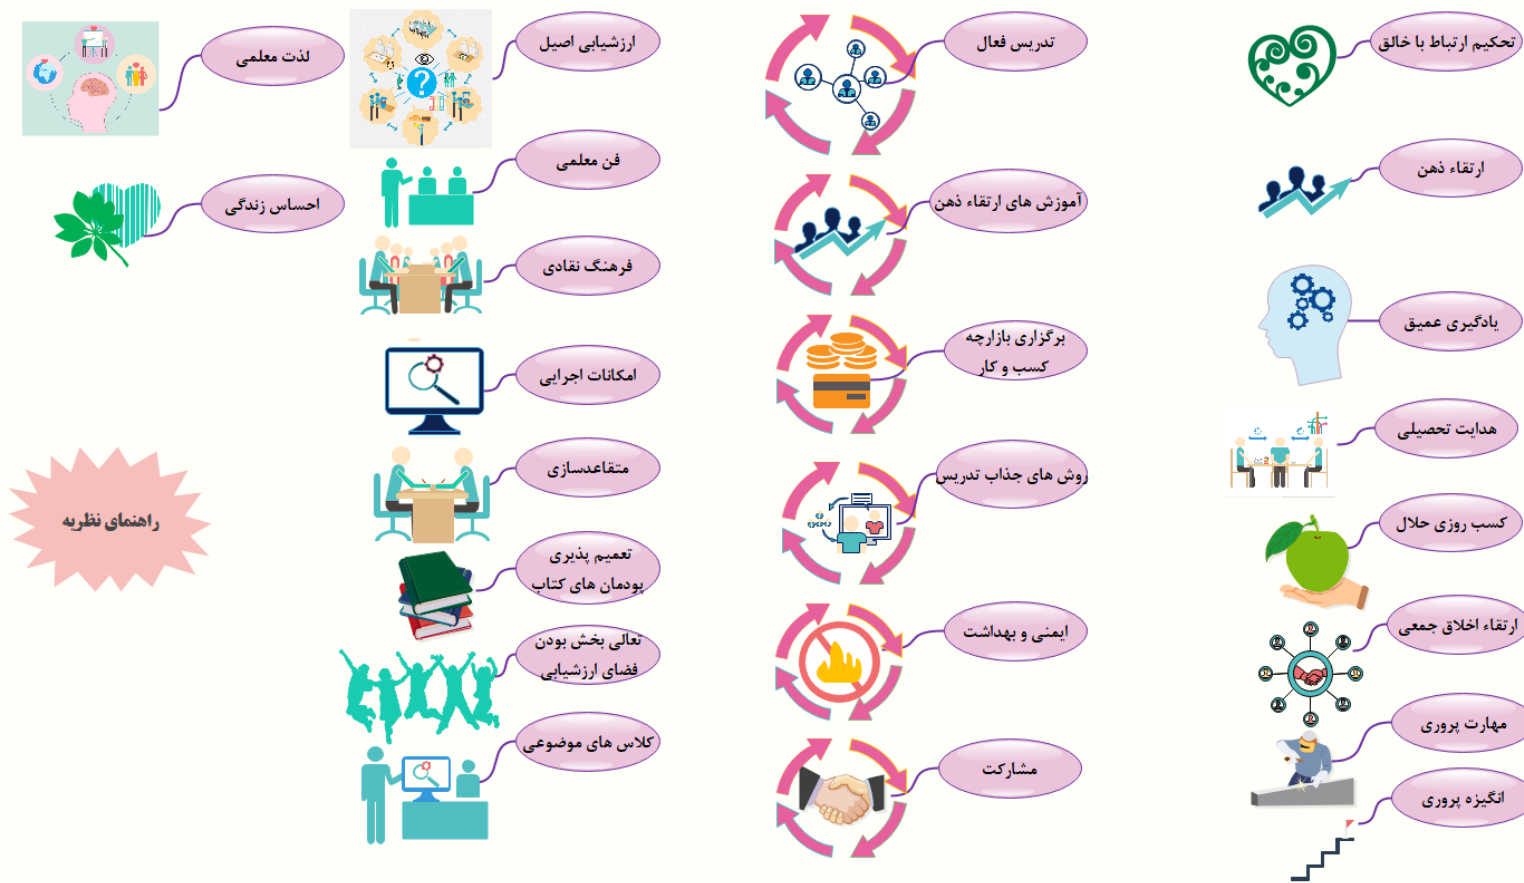 تحکیم ارتباط با خالق
ارتقاء ذهن
یادگیری عمیق
هدایت تحصیلی
کسب روزی حلال
ارتقاء اخلاق جمعی
مهارت پروری
انگیزه پروری
تدریس فعال
آموزش های ارتقاء ذهن
برگزاری بازارچه
کسب و کار
روش های جذاب تدریس
ایمنی و بهداشت
مشارکت
ارزشیابی اصیل
فن معلمی
فرهنگ نقادی
امکانات اجرایی
متقاعدسازی
تعمیم پذیری
پودمان های کتاب
تعالی بخش بودن
فضای ارزشیابی
کلاس های موضوعی
لذت معلمی
احساس زندگی
راهنمای نظریه